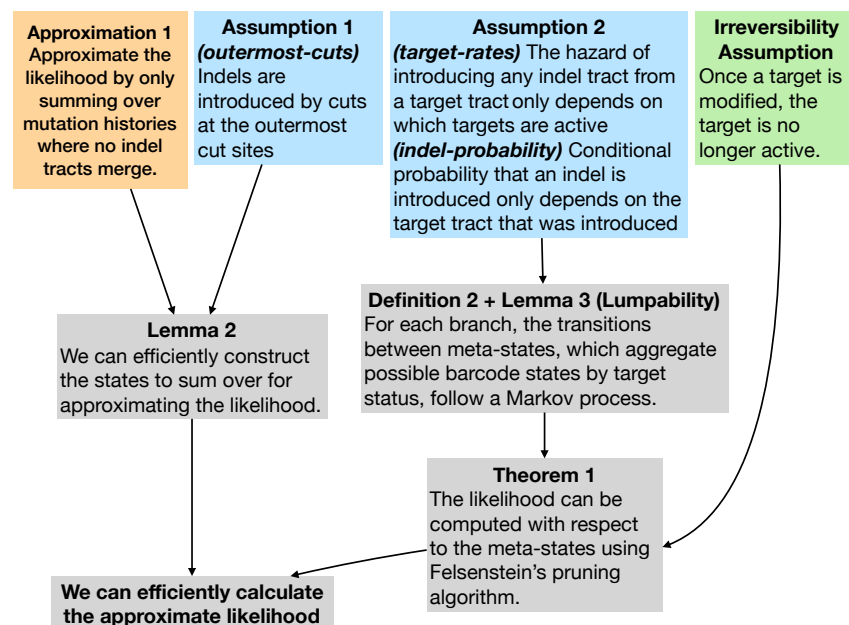 Approximation 1
Approximate the
likelihood by only
summing over
mutation histories
where no indel
tracts merge.
Assumption 1
(outermost-cuts)
Indels are
introduced by cuts
at the outermost
cut sites
Assumption 2
(target-rates) The hazard of
introducing any indel tract from
a target tract only depends on
which targets are active
(indel-probability) Conditional
probability that an indel is
introduced only depends on the
target tract that was introduced
Irreversibility
Assumption
Once a target is
modified, the
target is no
longer active.
Lemma 2
We can efficiently construct
the states to sum over for
approximating the likelihood.
Definition 2 + Lemma 3 (Lumpability)
For each branch, the transitions
between meta-states, which aggregate
possible barcode states by target
status, follow a Markov process.
Theorem 1
The likelihood can be
computed with respect
to the meta-states using
Felsenstein's pruning
algorithm.
We can efficiently calculate
the approximate likelihood